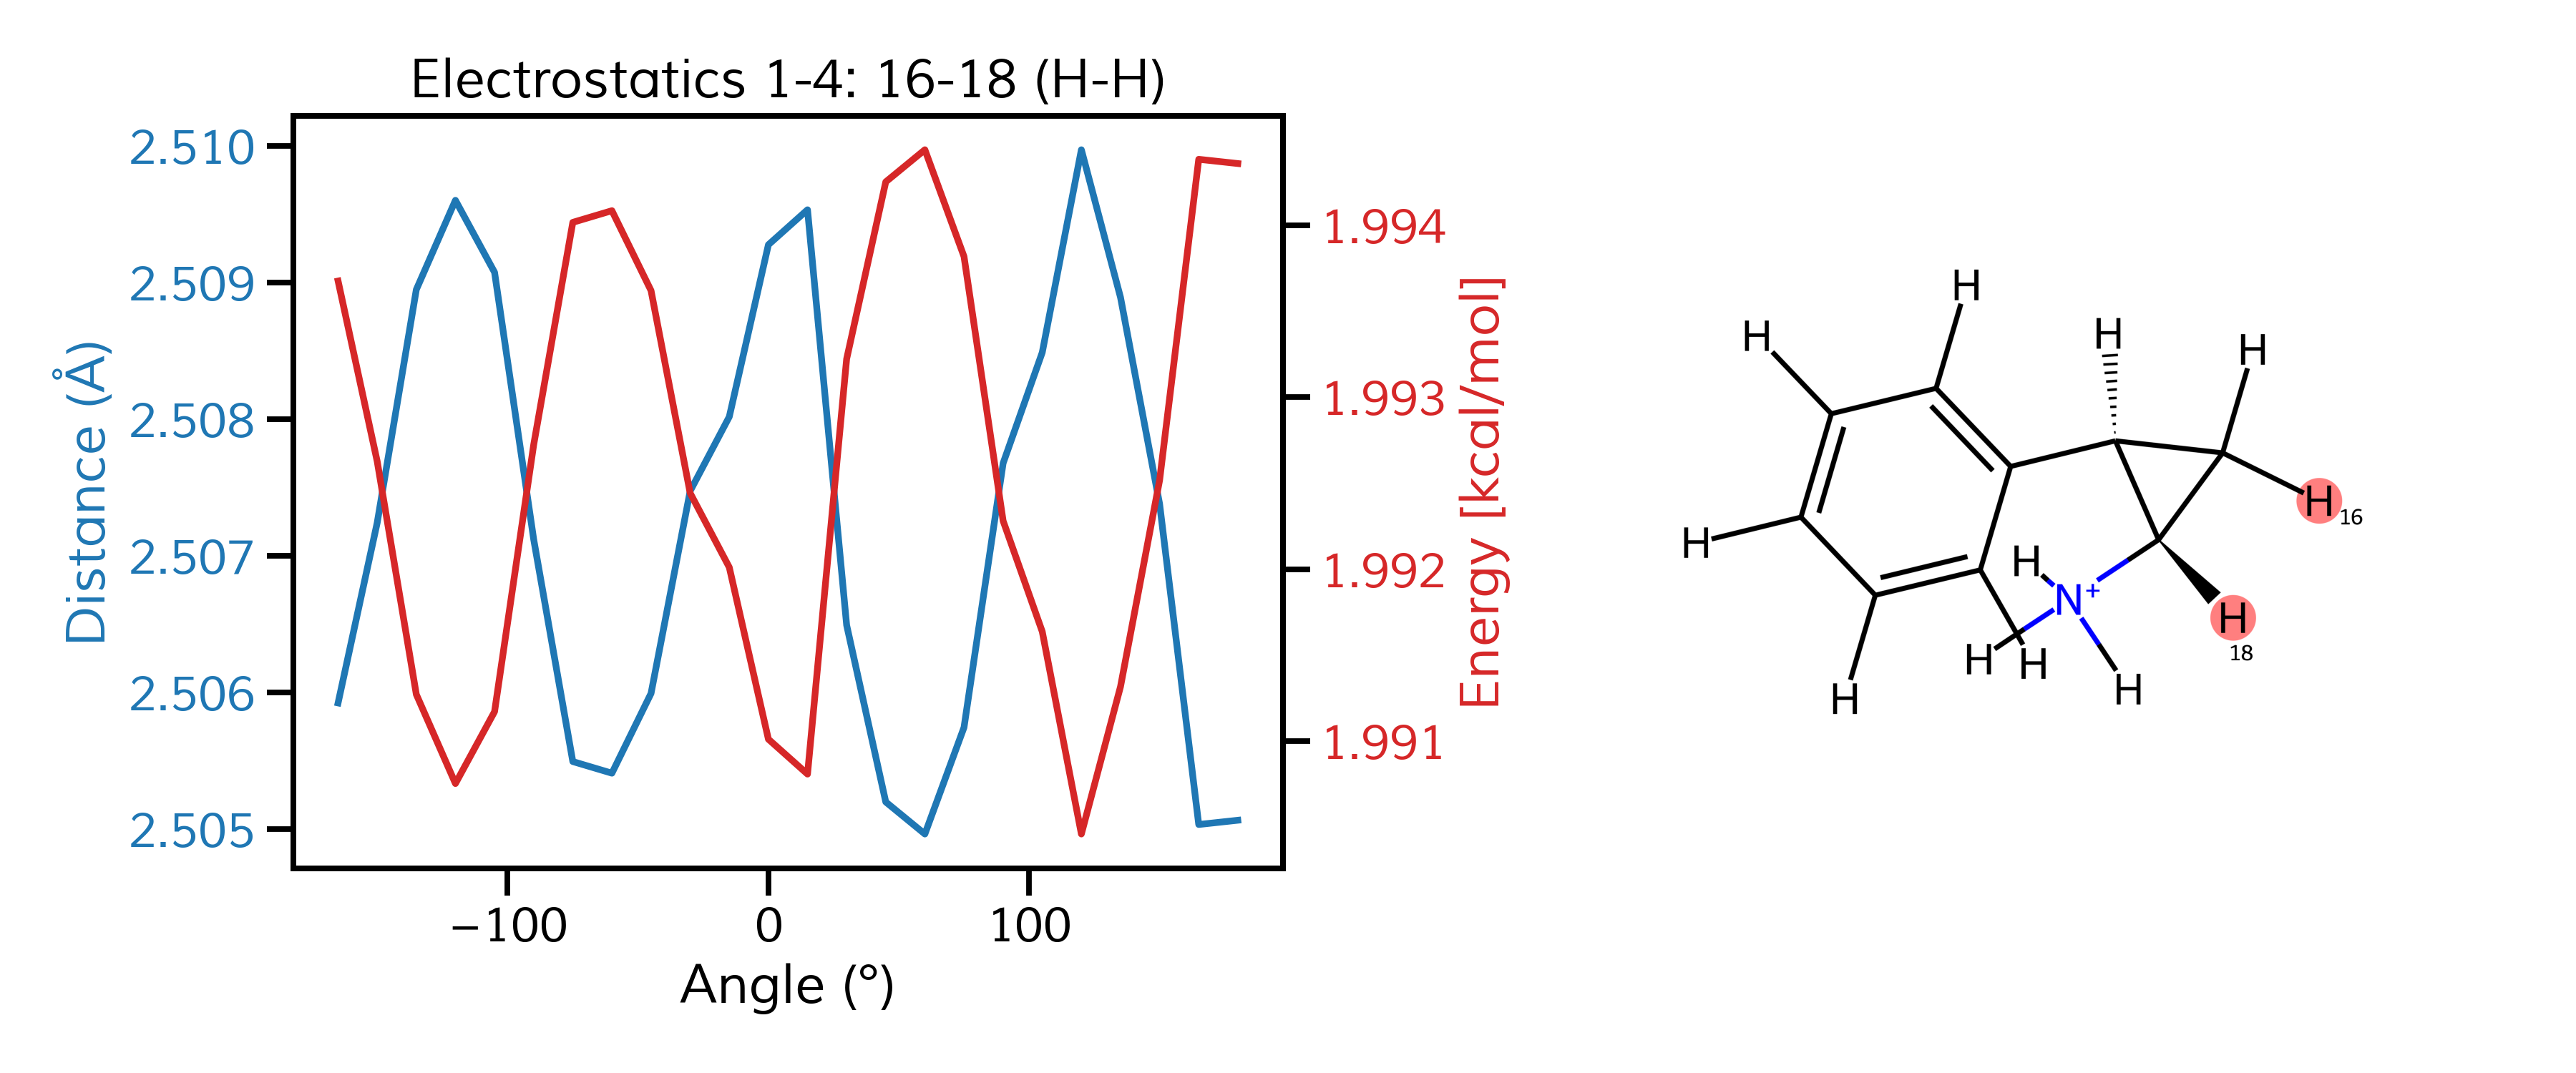 Electrostatics 1-4: 16-18 (H-H)
Distance (Å)
2.510
2.509
2.508
2.507
2.506
2.505
−100
0
100
Angle (°)
1.994
1.993
1.992
1.991
Energy [kcal/mol]
H
H
H
H
H
16
H
H
N+
H
18
H
H
H
H